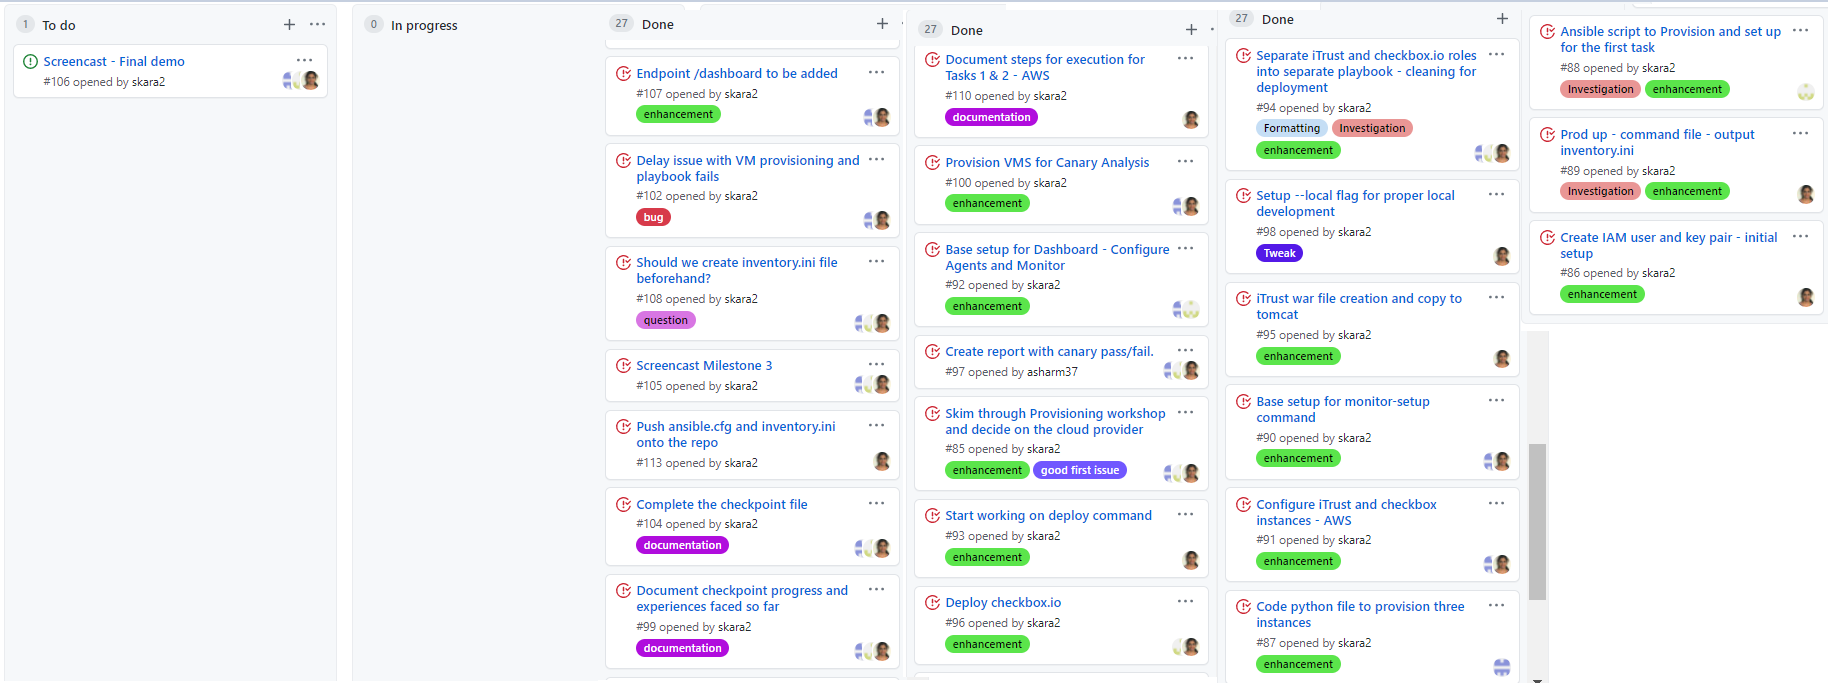 1 To do
Screencast - Final demo
#106 opened by skara2
0 In progress
27 Done
Endpoint /dashboard to be added
#107 opened by skara2
enhancement
Delay issue with VM provisioning and
playbook fails
#102 opened by skara2
bug
Should we create inventory.ini file
beforehand?
#108 opened by skara2
question
Screencast Milestone 3
#105 opened by skara2
Push ansible.cfg and inventory.ini
onto the repo
#113 opened by skara2
Complete the checkpoint file
#104 opened by skara2
documentation
Document checkpoint progress and
experiences faced so far
#99 opened by skara2
documentation
27 Done
Document steps for execution for
Tasks 1 & 2 - AWS
#110 opened by skara2
documentation
Provision VMS for Canary Analysis
#100 opened by skara2
enhancement
Base setup for Dashboard - Configure
Agents and Monitor
#92 opened by skara2
enhancement
Create report with canary pass/fail.
#97 opened by asharm37
Skim through Provisioning workshop
and decide on the cloud provider
#85 opened by skara2
enhancement good first issue
Start working on deploy command
#93 opened by skara2
enhancement
Deploy checkbox.io
#96 opened by skara2
enhancement
27 Done
Separate iTrust and checkbox.io roles
into separate playbook - cleaning for
deployment
#94 opened by skara2
Formatting Investigation
enhancement
Setup --local flag for proper local
development
#98 opened by skara2
Tweak
iTrust war file creation and copy to
tomcat
#95 opened by skara2
enhancement
Base setup for monitor-setup
command
#90 opened by skara2
enhancement
Configure iTrust and checkbox
instances - AWS
#91 opened by skara2
enhancement
Code python file to provision three
instances
#87 opened by skara2
enhancement
Ansible script to Provision and set up
for the first task
#88 opened by skara2
Investigation enhancement
Prod up - command file - output
inventory.ini
#89 opened by skara2
Investigation enhancement
Create IAM user and key pair - initial
setup
#86 opened by skara2
enhancement